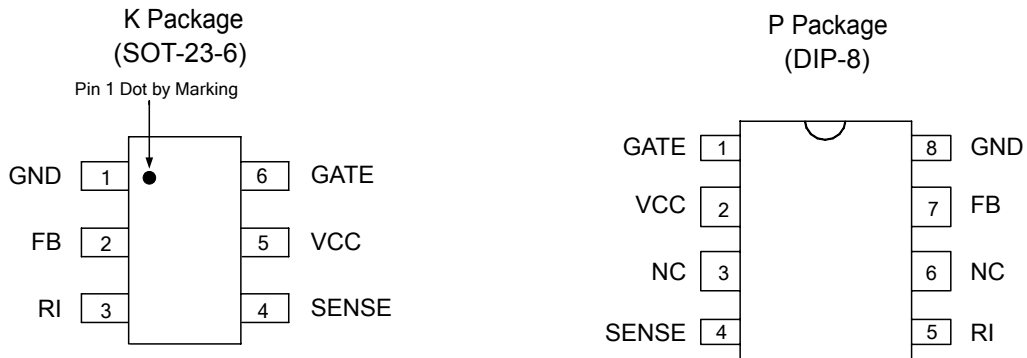 K Package
(SOT-23-6)
Pin 1 Dot by Marking
GND 1 6 GATE
FB 2 5 VCC
RI 3 4 SENSE
P Package
(DIP-8)
GATE 1 8 GND
VCC 2 7 FB
NC 3 6 NC
SENSE 4 5 RI